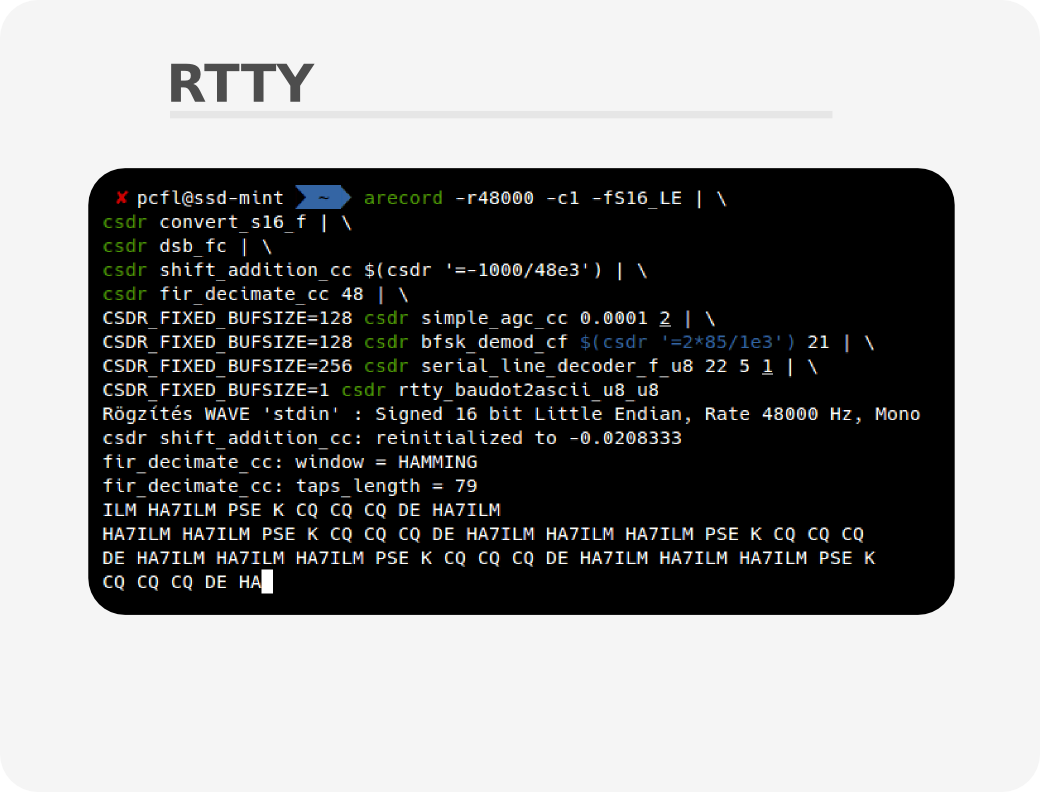 RTTY
✘ pcfl@ssd-mint ~ arecord -r48000 -c1 -fS16_LE | \
csdr convert_s16_f | \
csdr dsb_fc | \
csdr shift_addition_cc $(csdr '=-1000/48e3') | \
csdr fir_decimate_cc 48 | \
CSDR_FIXED_BUFSIZE=128 csdr simple_agc_cc 0.0001 2 | \
CSDR_FIXED_BUFSIZE=128 csdr bfsk_demod_cf $(csdr '=2*85/1e3') 21 | \
CSDR_FIXED_BUFSIZE=256 csdr serial_line_decoder_f_u8 22 5 1 | \
CSDR_FIXED_BUFSIZE=1 csdr rtty_baudot2ascii_u8_u8
Rögzítés WAVE 'stdin' : Signed 16 bit Little Endian, Rate 48000 Hz, Mono
csdr shift_addition_cc: reinitialized to -0.0208333
fir_decimate_cc: window = HAMMING
fir_decimate_cc: taps_length = 79
ILM HA7ILM PSE K CQ CQ CQ DE HA7ILM
HA7ILM HA7ILM PSE K CQ CQ CQ DE HA7ILM HA7ILM HA7ILM PSE K CQ CQ CQ
DE HA7ILM HA7ILM HA7ILM PSE K CQ CQ CQ DE HA7ILM HA7ILM HA7ILM PSE K
CQ CQ CQ DE HA